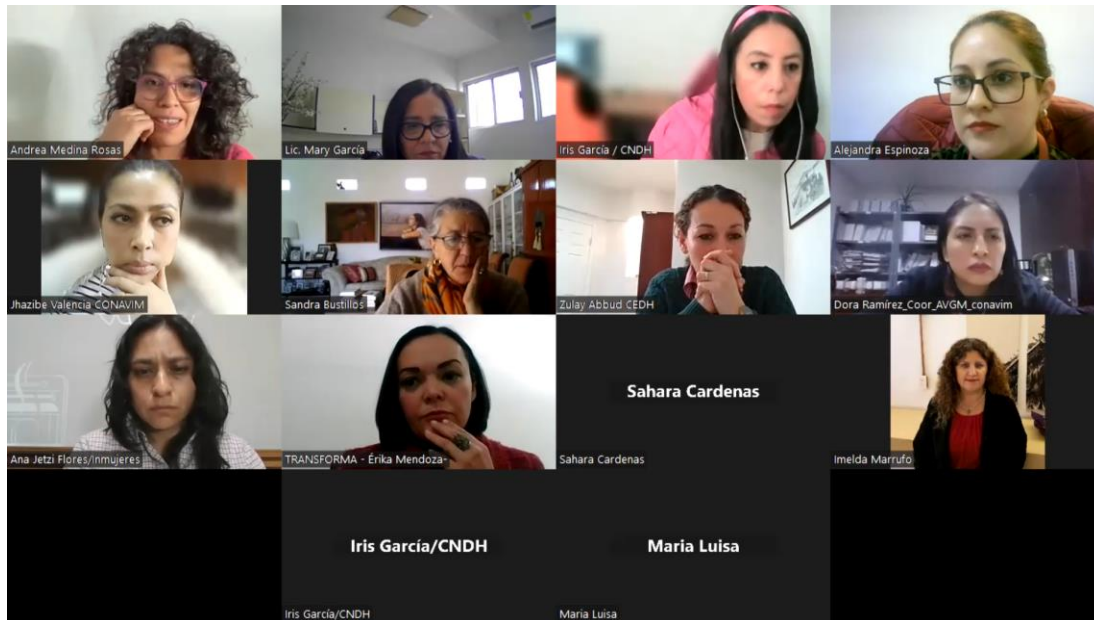 Andrea Medina Rosas
Lic. Mary García
Iris García / CNDH
Alejandra Espinoza
Jhazibe Valencia CONAVIM
Sandra Bustillos
Zulay Abbud CEDH
Dora Ramírez_Coor_AVGM_conavim
Ana Jetzi Flores/Inmujeres
TRANSFORMA - Érika Mendoza-
Sahara Cardenas
Sahara Cardenas
Imelda Marrufo
Iris García/CNDH
Iris García/CNDH
Maria Luisa
Maria Luisa